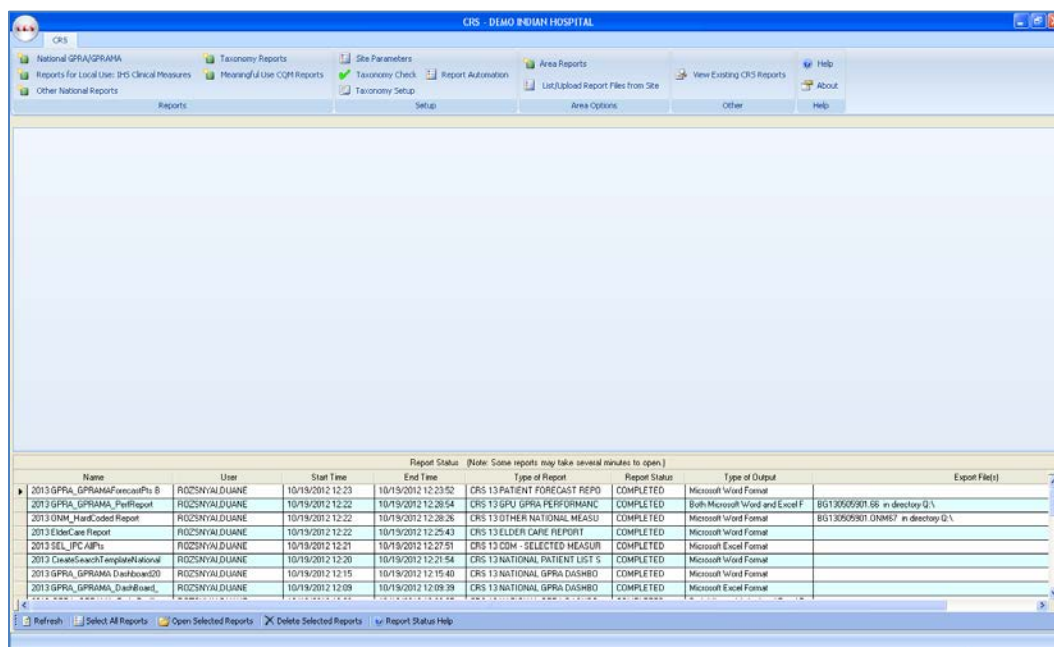 CRS - DEMO INDIAN HOSPITAL
CRS
National GPRA/GPRAMA
Taxonomy Reports
Site Parameters
Area Reports
Help
Reports for Local Use: IHS Clinical Measures
Meaningful Use CQM Reports
Taxonomy Check
Report Automation
View Existing CRS Reports
Other National Reports
Taxonomy Setup
List/Upload Report Files from Site
About
Reports Setup Area Options Other Help
Report Status (Note: Some reports may take several minutes to open.)
Name User Start Time End Time Type of Report Report Status Type of Output Export File(s)
2013 GPRA_GPRAMAForecastPts B ROZSNYAI,DUANE 10/19/2012 12:23 10/19/2012 12:23:52 CRS 13 PATIENT FORECAST REPO COMPLETED Microsoft Word Format
2013 GPRA_GPRAMA_PerfReport ROZSNYAI,DUANE 10/19/2012 12:22 10/19/2012 12:28:54 CRS 13 GPU GPRA PERFORMANC COMPLETED Both Microsoft Word and Excel F BG130505901.66 in directory Q:\
2013 ONM_HardCoded Report ROZSNYAI,DUANE 10/19/2012 12:22 10/19/2012 12:28:26 CRS 13 OTHER NATIONAL MEASU COMPLETED Microsoft Word Format BG130505901.ONM67 in directory Q:\
2013 ElderCare Report ROZSNYAI,DUANE 10/19/2012 12:22 10/19/2012 12:25:43 CRS 13 ELDER CARE REPORT COMPLETED Microsoft Word Format
2013 SEL_IPC AllPts ROZSNYAI,DUANE 10/19/2012 12:21 10/19/2012 12:27:51 CRS 13 COM - SELECTED MEASUR COMPLETED Microsoft Excel Format
2013 CreateSearchTemplateNational ROZSNYAI,DUANE 10/19/2012 12:20 10/19/2012 12:21:54 CRS 13 NATIONAL PATIENT LIST S COMPLETED Microsoft Word Format
2013 GPRA_GPRAMA Dashboard20 ROZSNYAI,DUANE 10/19/2012 12:15 10/19/2012 12:15:40 CRS 13 NATIONAL GPRA DASHBO COMPLETED Microsoft Word Format
2013 GPRA_GPRAMA_DashBoard_ ROZSNYAI,DUANE 10/19/2012 12:09 10/19/2012 12:09:39 CRS 13 NATIONAL GPRA DASHBO COMPLETED Microsoft Excel Format
Refresh Select All Reports Open Selected Reports Delete Selected Reports Report Status Help